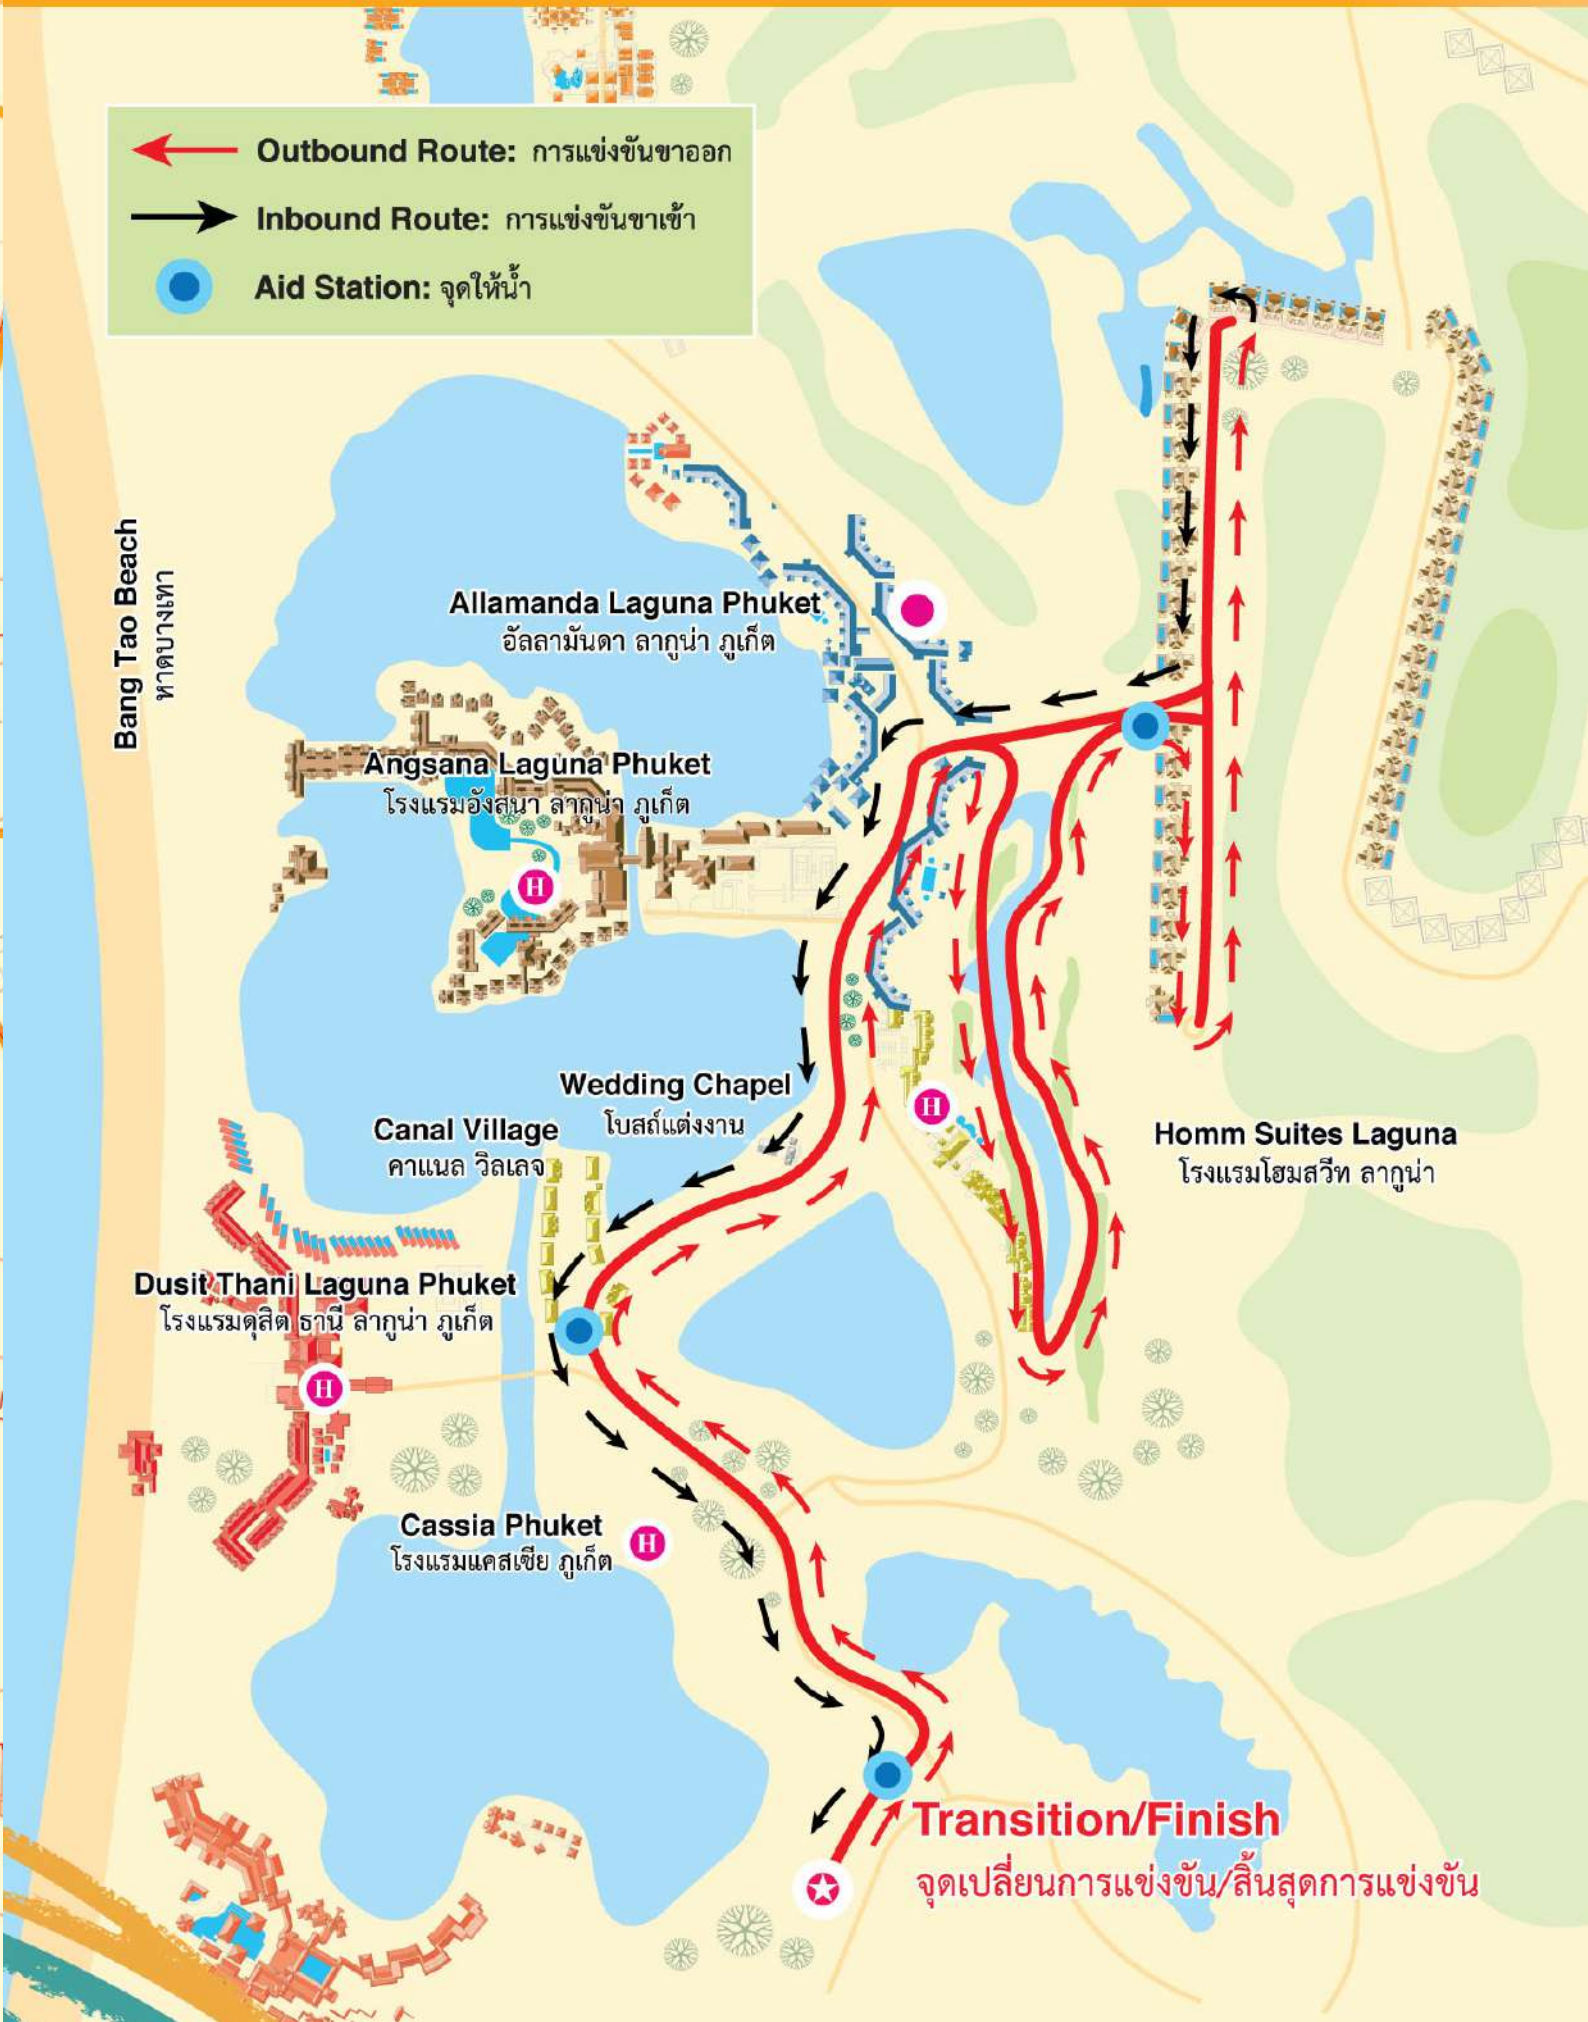 Outbound Route: การแข่งขันขาออก
Inbound Route: การแข่งขันขาเข้า
Aid Station: จุดให้น้ำ
Bang Tao Beach
หาดบางเทา
Allamanda Laguna Phuket
อัลลามันดา ลากูน่า ภูเก็ต
Angsana Laguna Phuket
โรงแรมอังสนา ลากูน่า ภูเก็ต
H
Wedding Chapel
โบสถ์แต่งงาน
H
Canal Village
คาแนล วิลเลจ
Homm Suites Laguna
โรงแรมโฮมสวีท ลากูน่า
Dusit Thani Laguna Phuket
โรงแรมดุสิต ธานี ลากูน่า ภูเก็ต
H
Cassia Phuket
โรงแรมแคสเซีย ภูเก็ต
H
Transition/Finish
จุดเปลี่ยนการแข่งขัน/สิ้นสุดการแข่งขัน